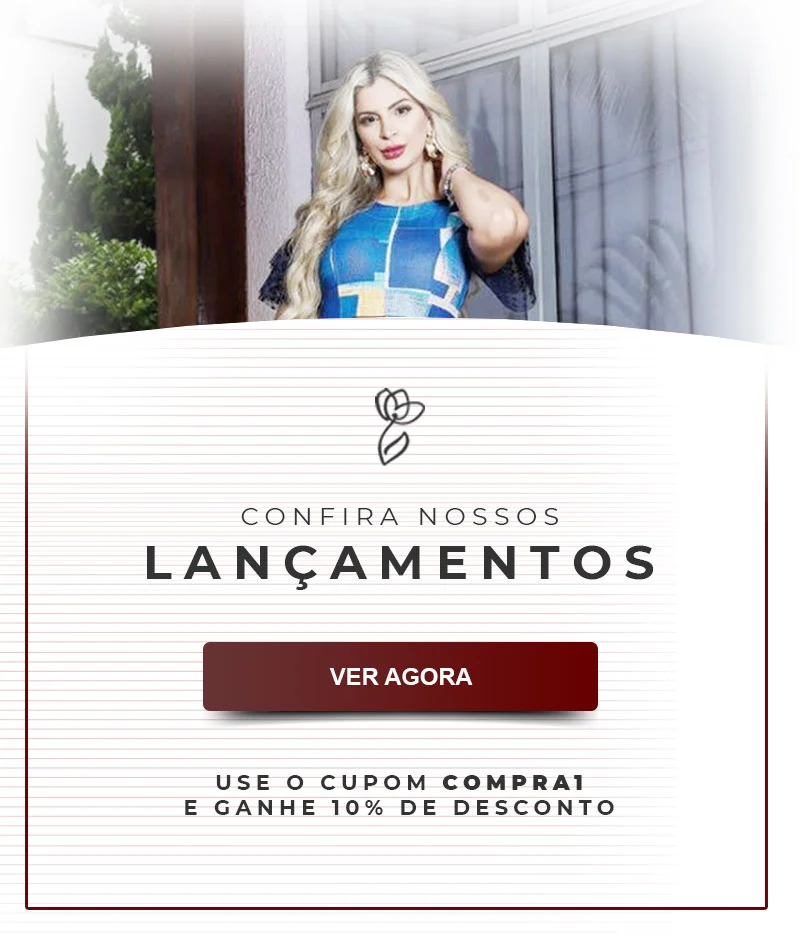 CONFIRA NOSSOS
LANÇAMENTOS
VER AGORA
USE O CUPOM COMPRA1
E GANHE 10% DE DESCONTO